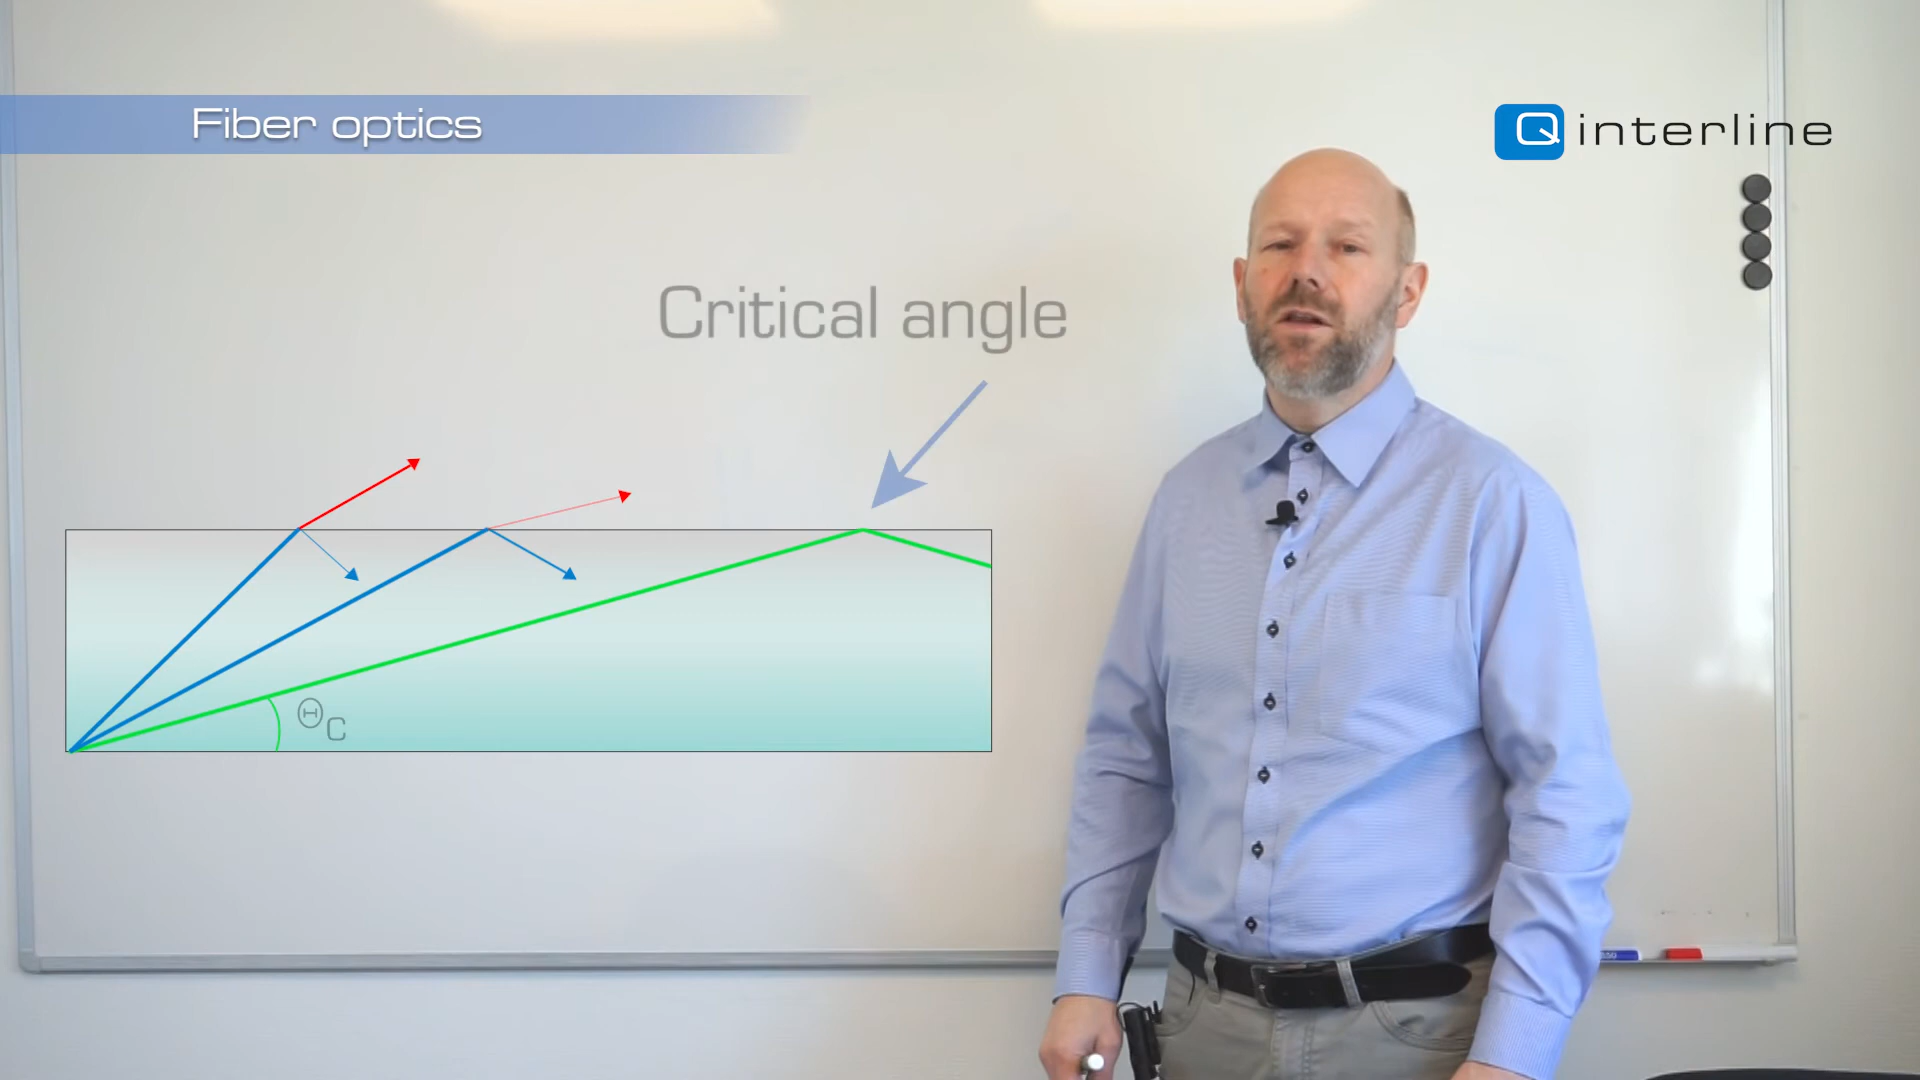 Fiber optics
Q interline
Critical angle
Θc